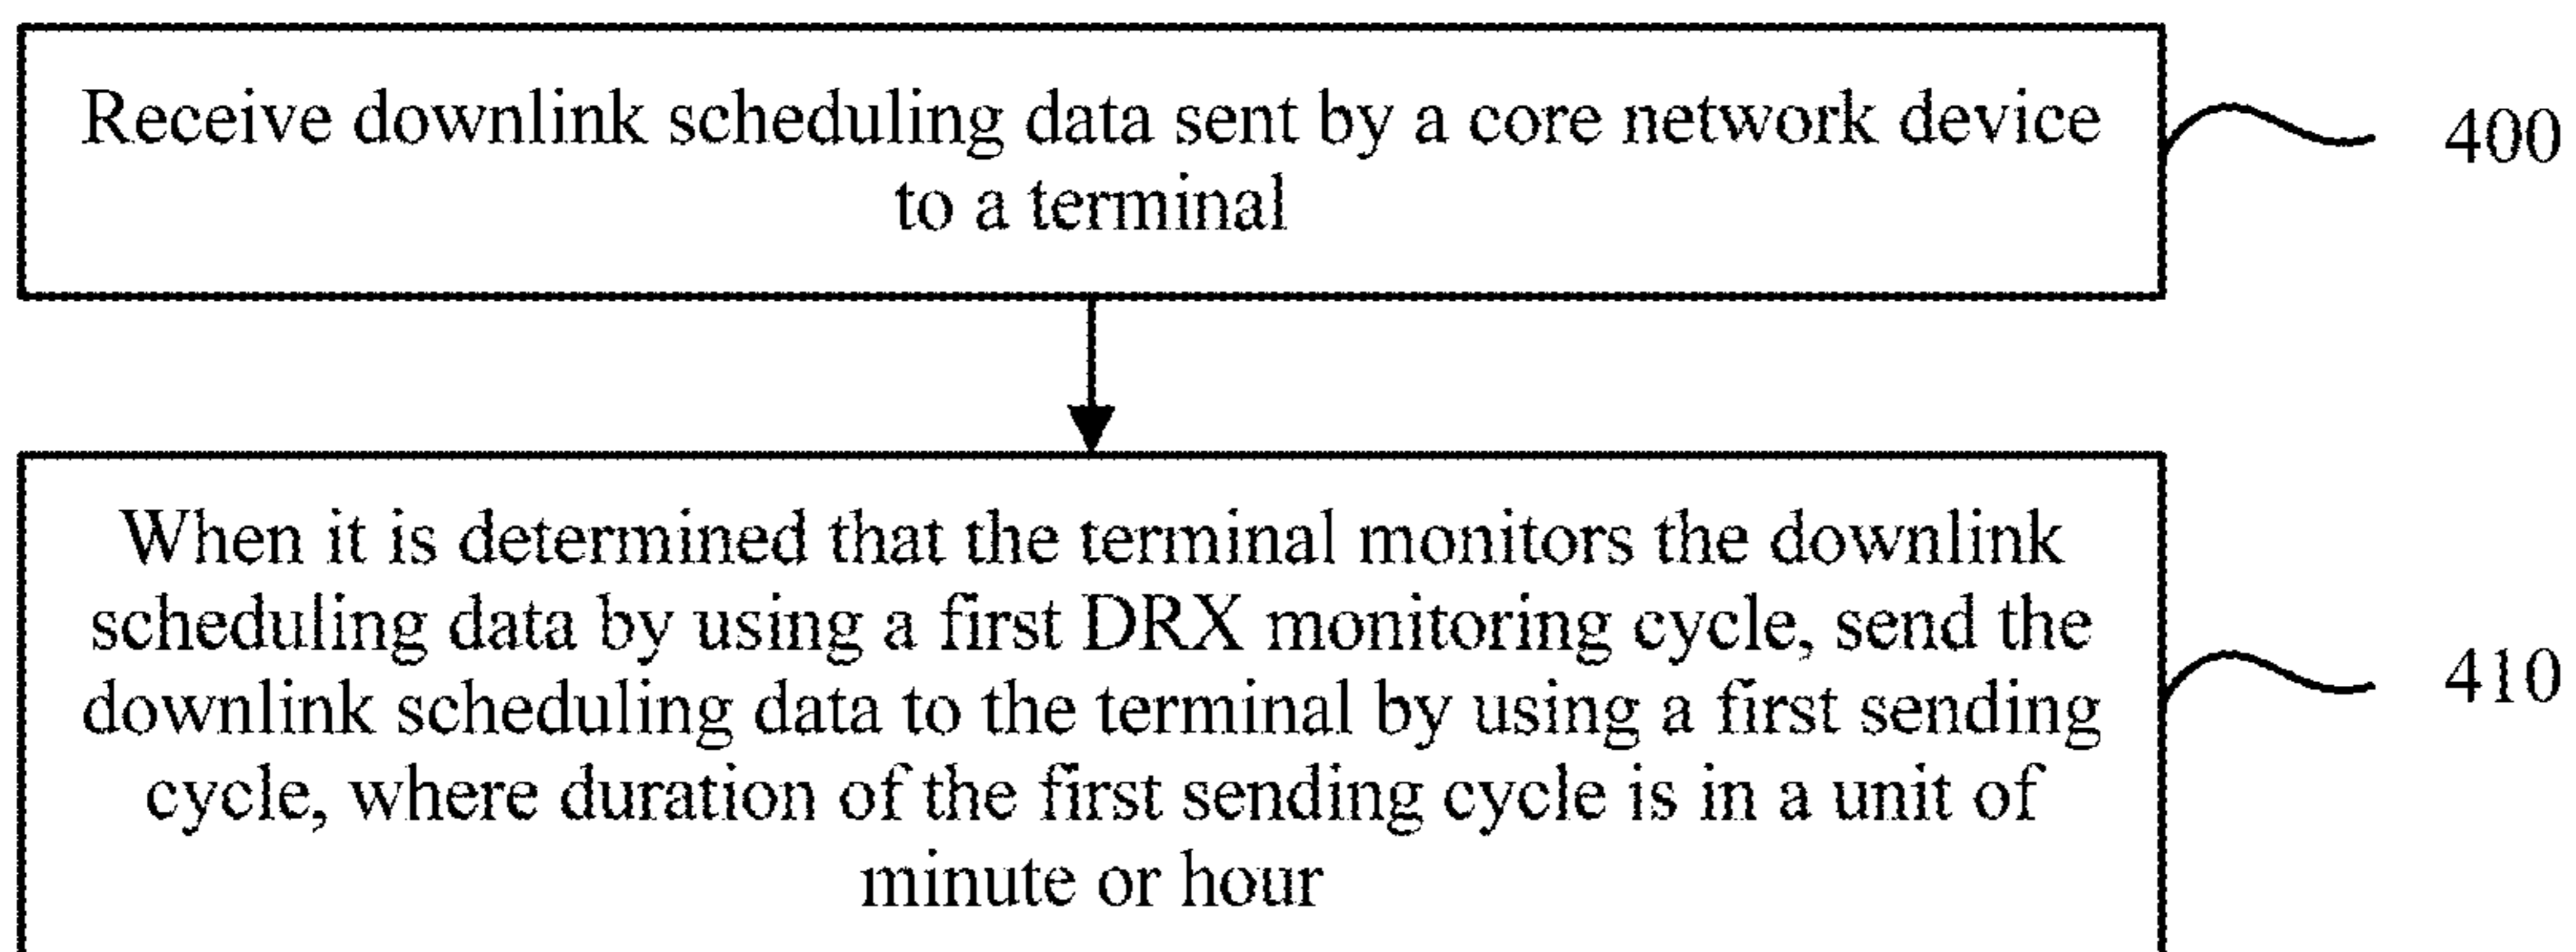 Receive downlink scheduling data sent by a core network device
to a terminal
400
When it is determined that the terminal monitors the downlink
scheduling data by using a first DRX monitoring cycle, send the
downlink scheduling data to the terminal by using a first sending
cycle, where duration of the first sending cycle is in a unit of
minute or hour
410